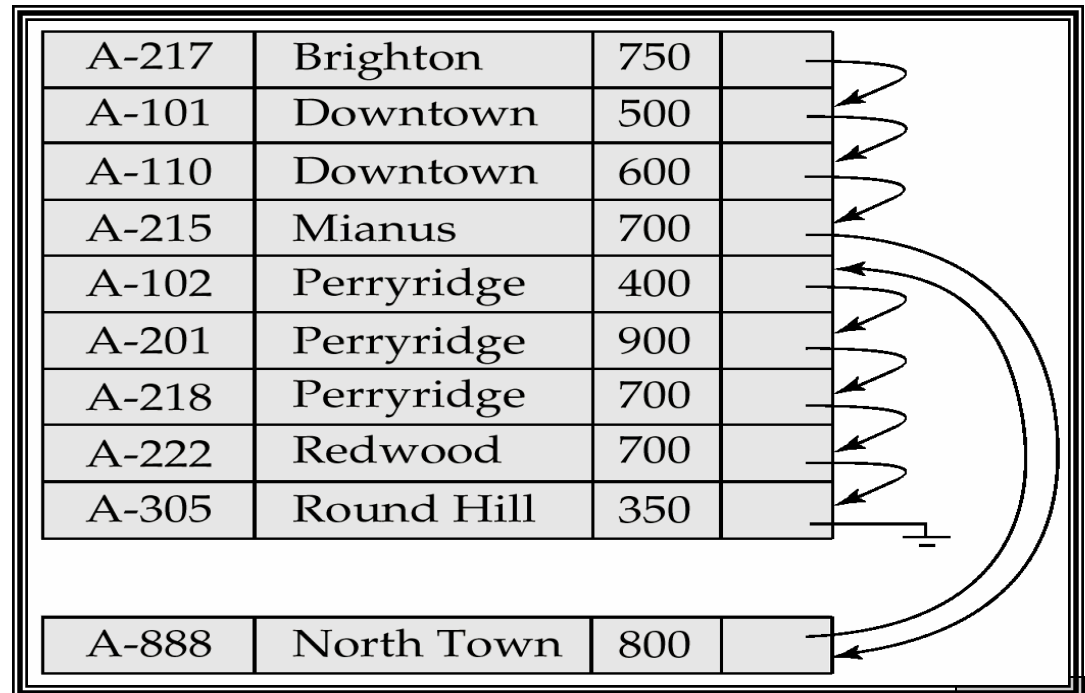 A-217 Brighton 750
A-101 Downtown 500
A-110 Downtown 600
A-215 Mianus 700
A-102 Perryridge 400
A-201 Perryridge 900
A-218 Perryridge 700
A-222 Redwood 700
A-305 Round Hill 350
A-888 North Town 800